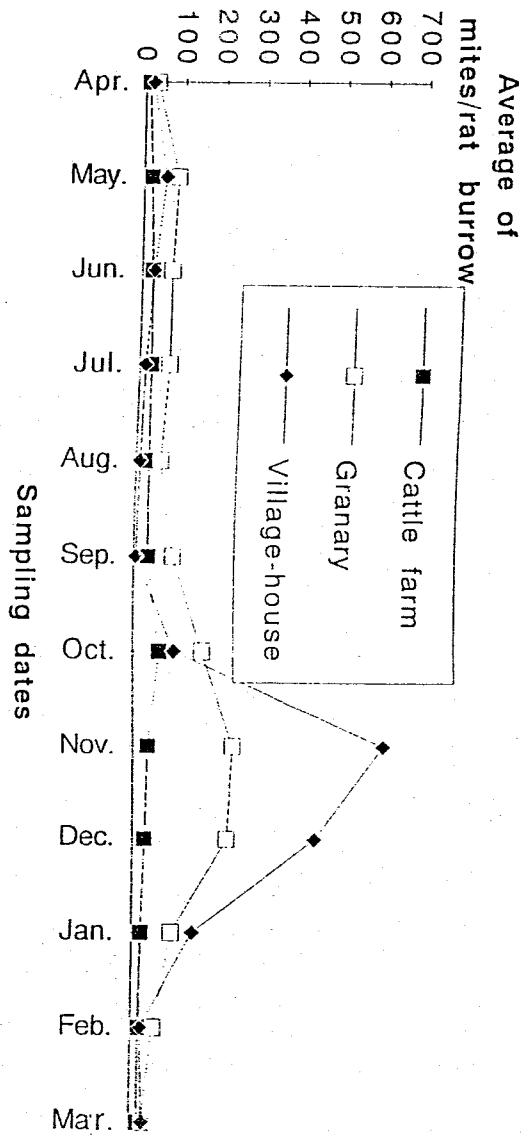 Average of
mites/rat burrow
700
600
500
400
300
200
100
0
Cattle farm
Granary
Village-house
Apr.
May.
Jun.
Jul.
Aug.
Sep.
Oct.
Nov.
Dec.
Jan.
Feb.
Mar.
Sampling dates